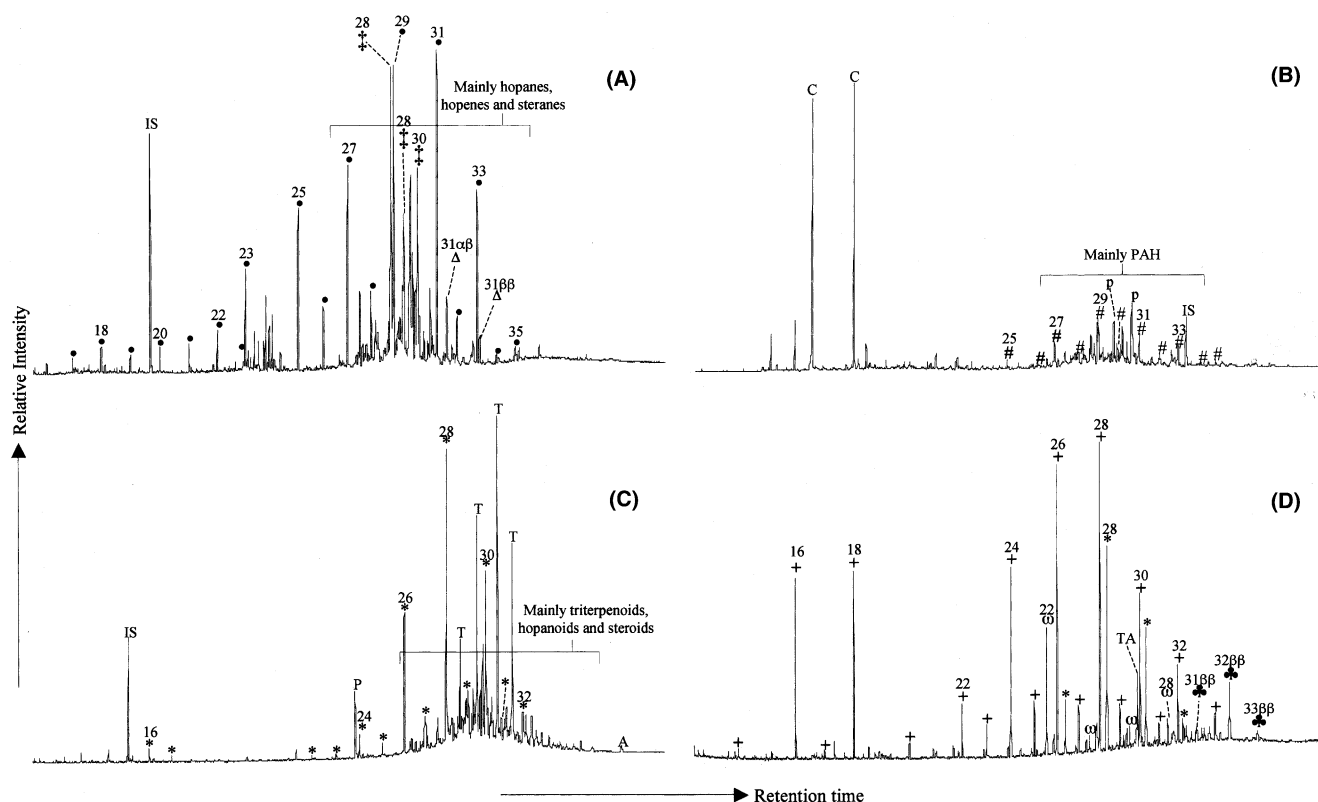 28
‡
29
•
31
•
(A)
Mainly hopanes,
hopenes and steranes
IS
28
‡
30
‡
27
•
33
•
25
•
23
•
31αβ
Δ
31ββ
Δ
22
•
18
•
20
35
•
(B)
C
C
Mainly PAH
p
p
29
#
#
31
#
IS
27
#
33
#
25
#
#
#
#
#
#
(C)
T
28
*
T
T
30
*
Mainly triterpenoids,
hopanoids and steroids
26
*
IS
T
P
24
*
32
*
16
*
*
*
*
*
*
*
*
A
(D)
28
+
26
+
28
*
24
+
16
+
18
+
30
+
22
ω
TA
*
32
+
32ββ
♣
31ββ
♣
28
ω
22
+
33ββ
♣
+
+
+
+
+
*
+
ω
+
ω
+
*
+
Relative Intensity
Retention time